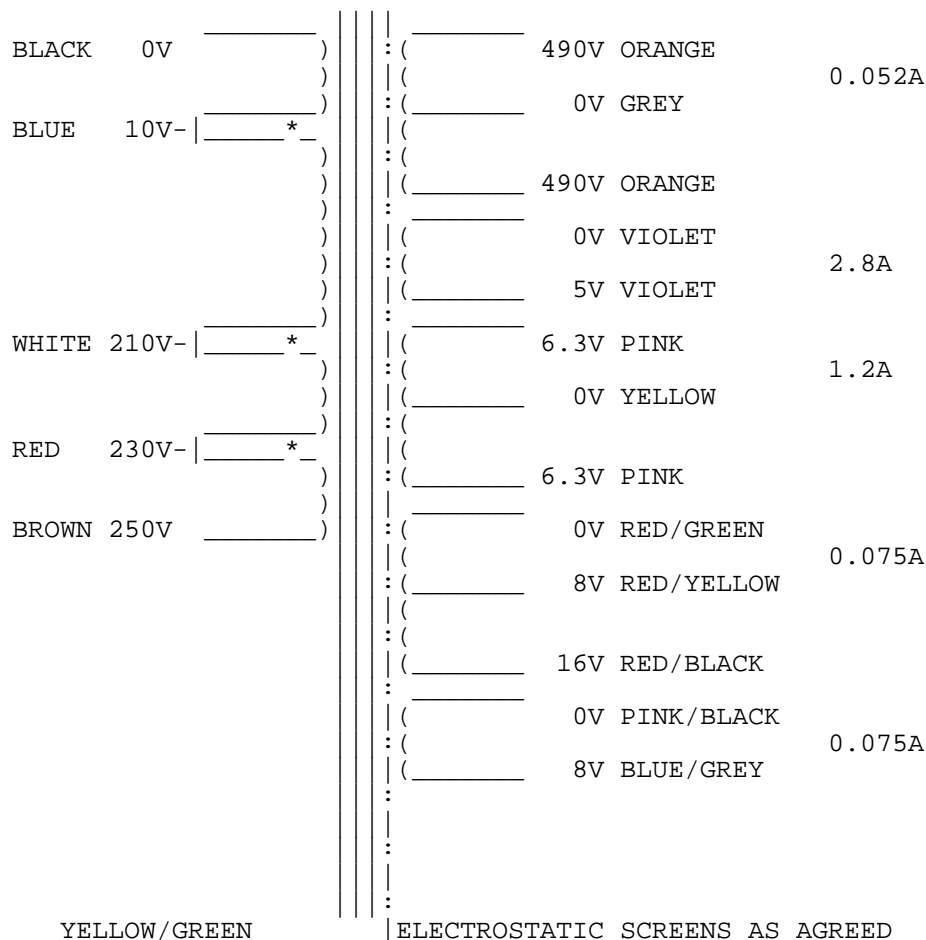 BLACK 0V 490V ORANGE
0.052A
0V GREY
BLUE 10V
490V ORANGE
0V VIOLET
2.8A
5V VIOLET
WHITE 210V 6.3V PINK
1.2A
0V YELLOW
RED 230V
6.3V PINK
BROWN 250V 0V RED/GREEN
0.075A
8V RED/YELLOW
16V RED/BLACK
0V PINK/BLACK
0.075A
8V BLUE/GREY
YELLOW/GREEN ELECTROSTATIC SCREENS AS AGREED